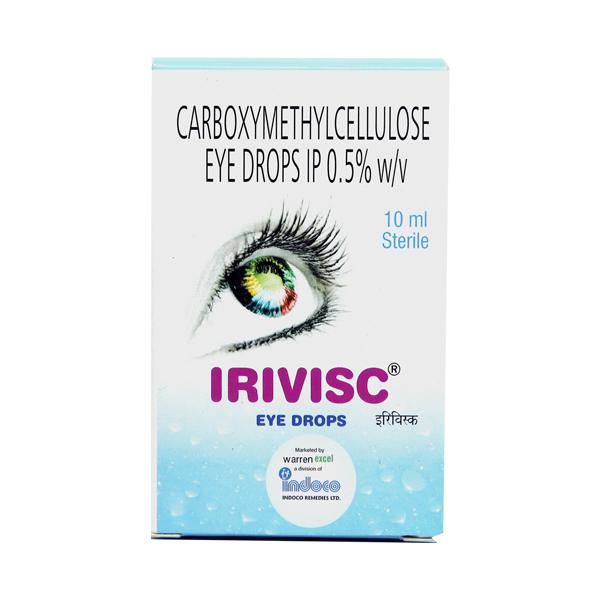 CARBOXYMETHYLCELLULOSE
EYE DROPS IP 0.5% w/v
10 ml
Sterile
IRIVISC®
EYE DROPS
इरिविस्क
Marketed by
warren excel
a division of
indoco
INDOCO REMEDIES LTD.